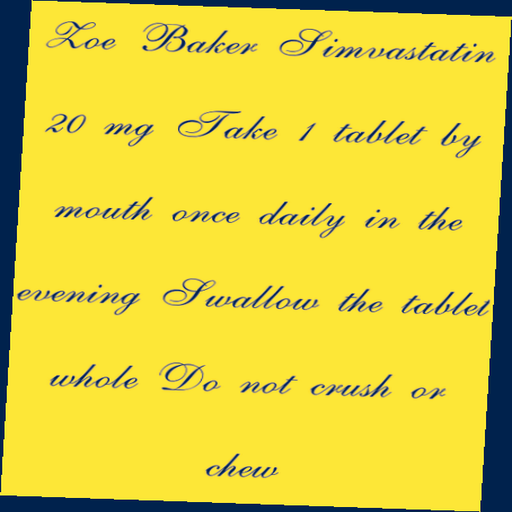 Zoe Baker Simvastatin
20 mg Take 1 tablet by
mouth once daily in the
evening Swallow the tablet
whole Do not crush or
chew